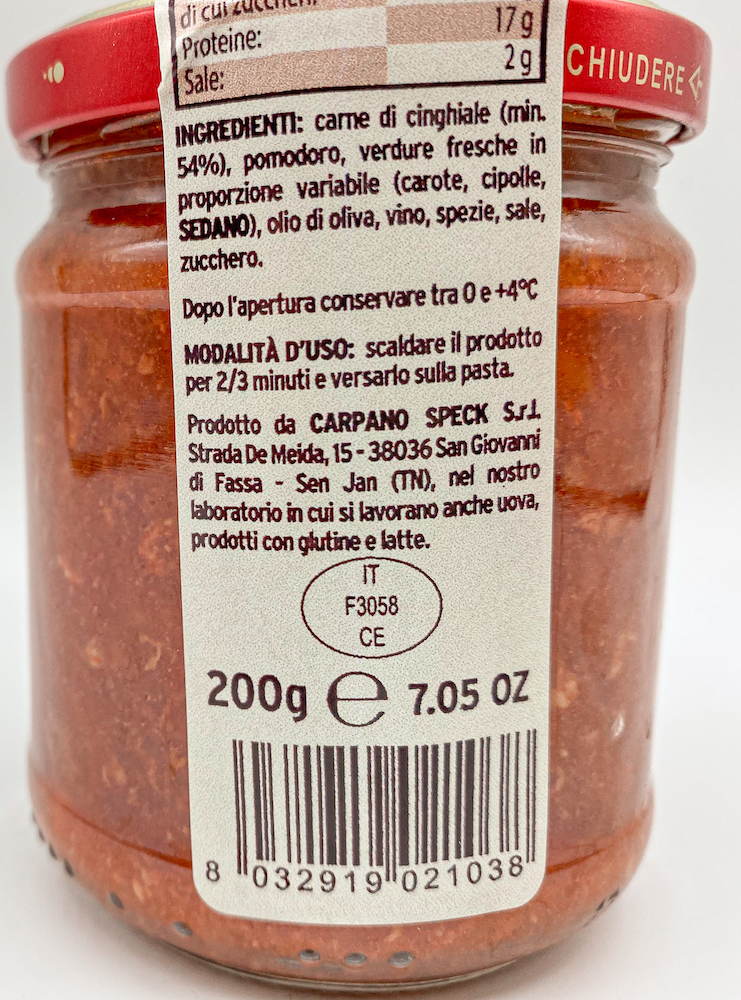 di cui zuccheri:
Proteine: 17 g
Sale: 2 g
CHIUDERE
INGREDIENTI: carne di cinghiale (min.
54%), pomodoro, verdure fresche in
proporzione variabile (carote, cipolle,
SEDANO), olio di oliva, vino, spezie, sale,
zucchero.
Dopo l'apertura conservare tra 0 e +4°C
MODALITÀ D'USO: scaldare il prodotto
per 2/3 minuti e versarlo sulla pasta.
Prodotto da CARPANO SPECK S.r.l.
Strada De Meida, 15 - 38036 San Giovanni
di Fassa - Sen Jan (TN), nel nostro
laboratorio in cui si lavorano anche uova,
prodotti con glutine e latte.
IT
F3058
CE
200g e 7.05 OZ
8 032919 021038